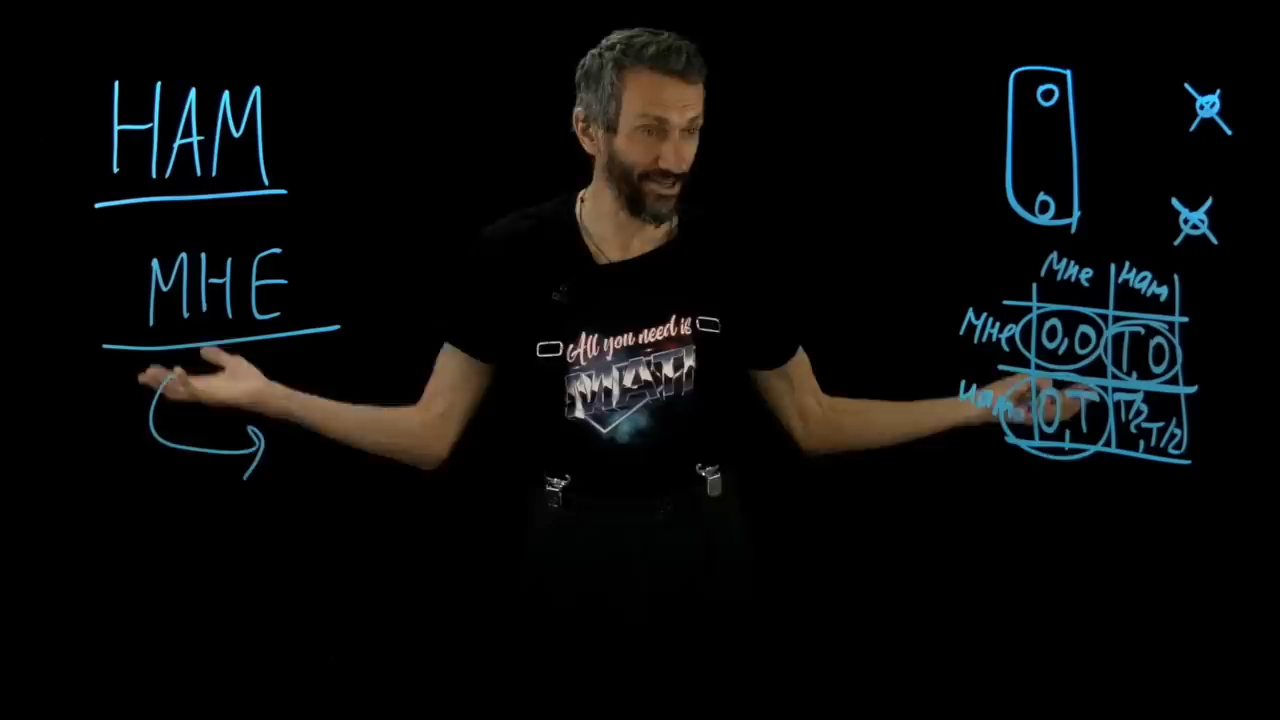 НАМ
МНЕ
All you need is
MATH
Мне Нам
Мне 0,0 T,0
Нам 0,T T/2,T/2